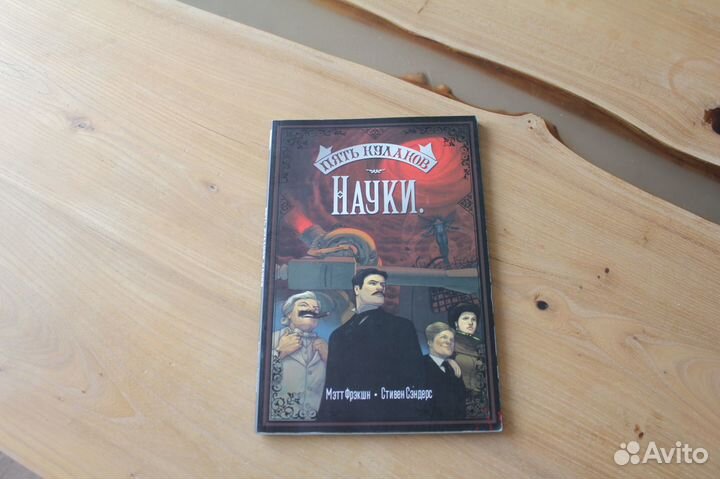 ПЯТЬ КУЛАКОВ
НАУКИ.
Мэтт Фрэкшн • Стивен Сэндерс
Avito